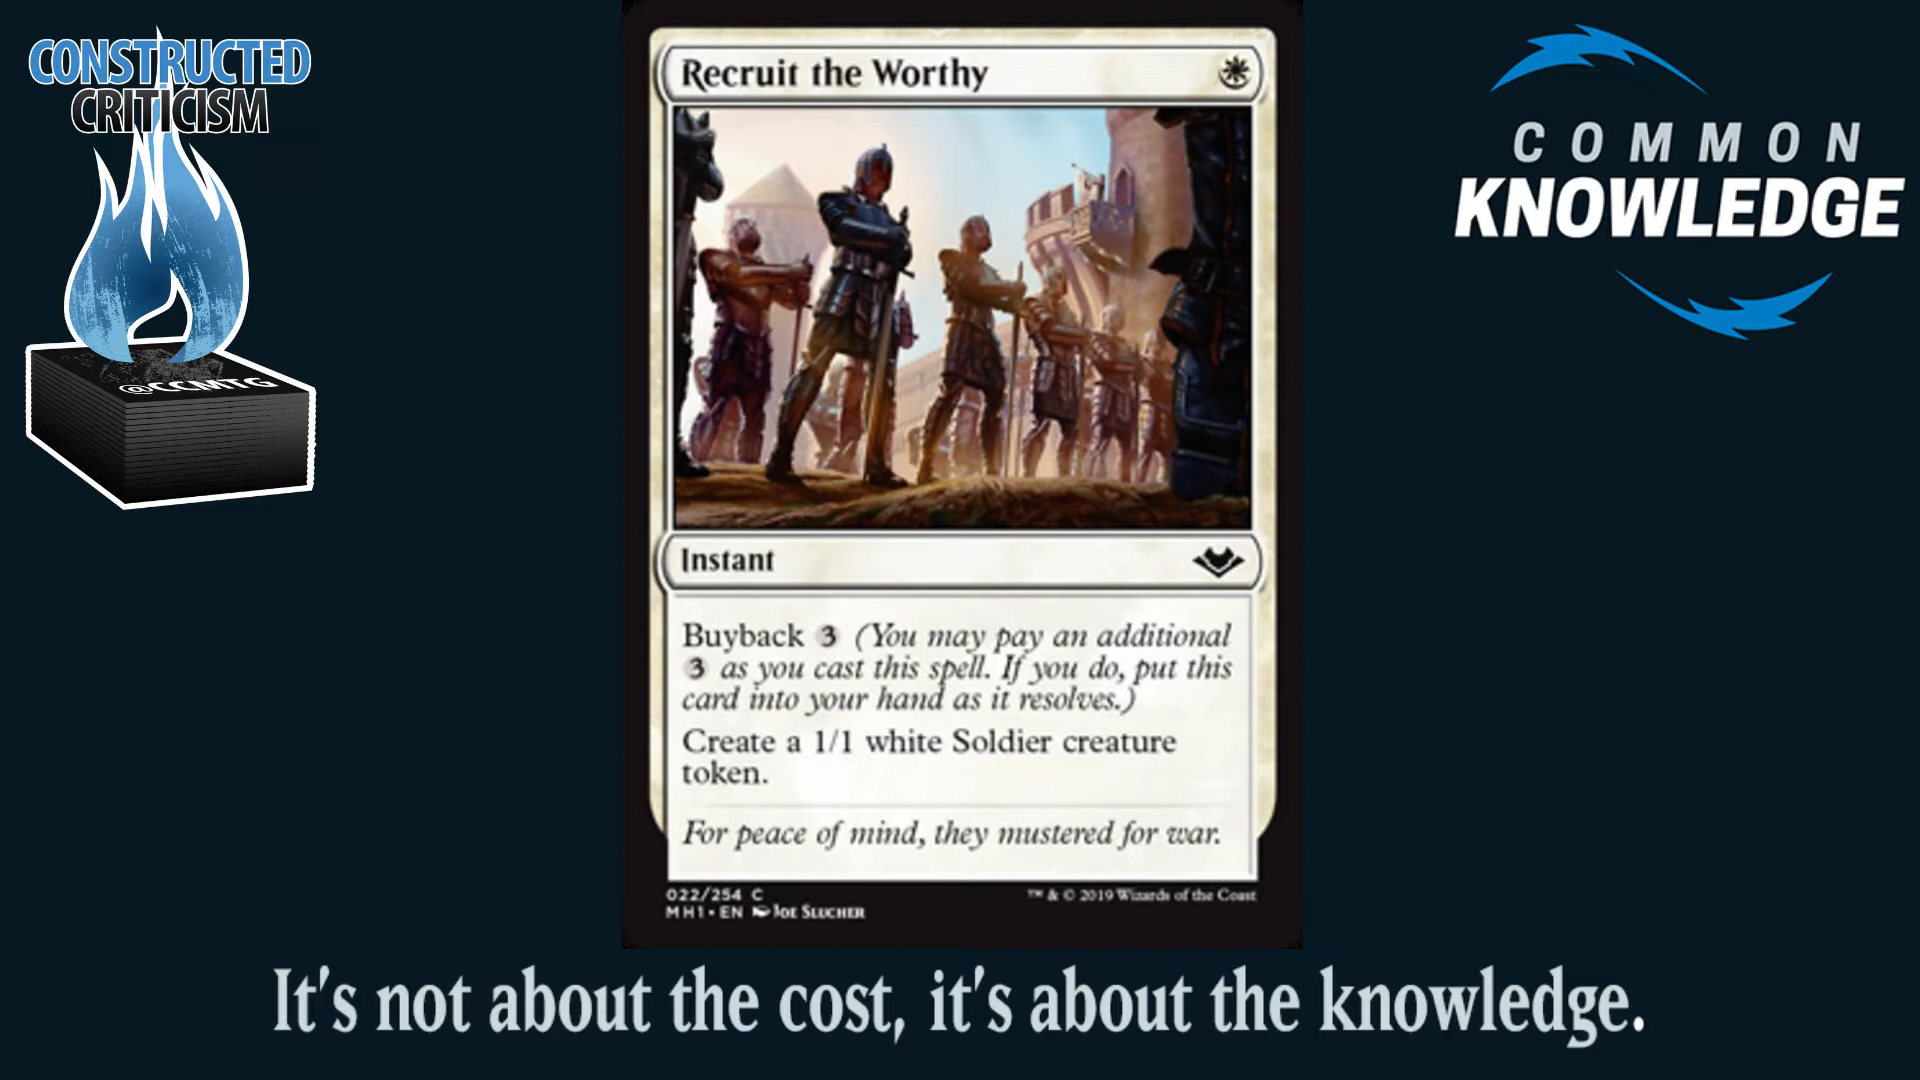 CONSTRUCTED
CRITICISM
@CCMTG
COMMON
KNOWLEDGE
Recruit the Worthy
Instant
Buyback 3 (You may pay an additional
3 as you cast this spell. If you do, put this
card into your hand as it resolves.)
Create a 1/1 white Soldier creature
token.
For peace of mind, they mustered for war.
022/254 C
™ & © 2019 Wizards of the Coast
MH1 • EN Joe Slucher
It's not about the cost, it's about the knowledge.